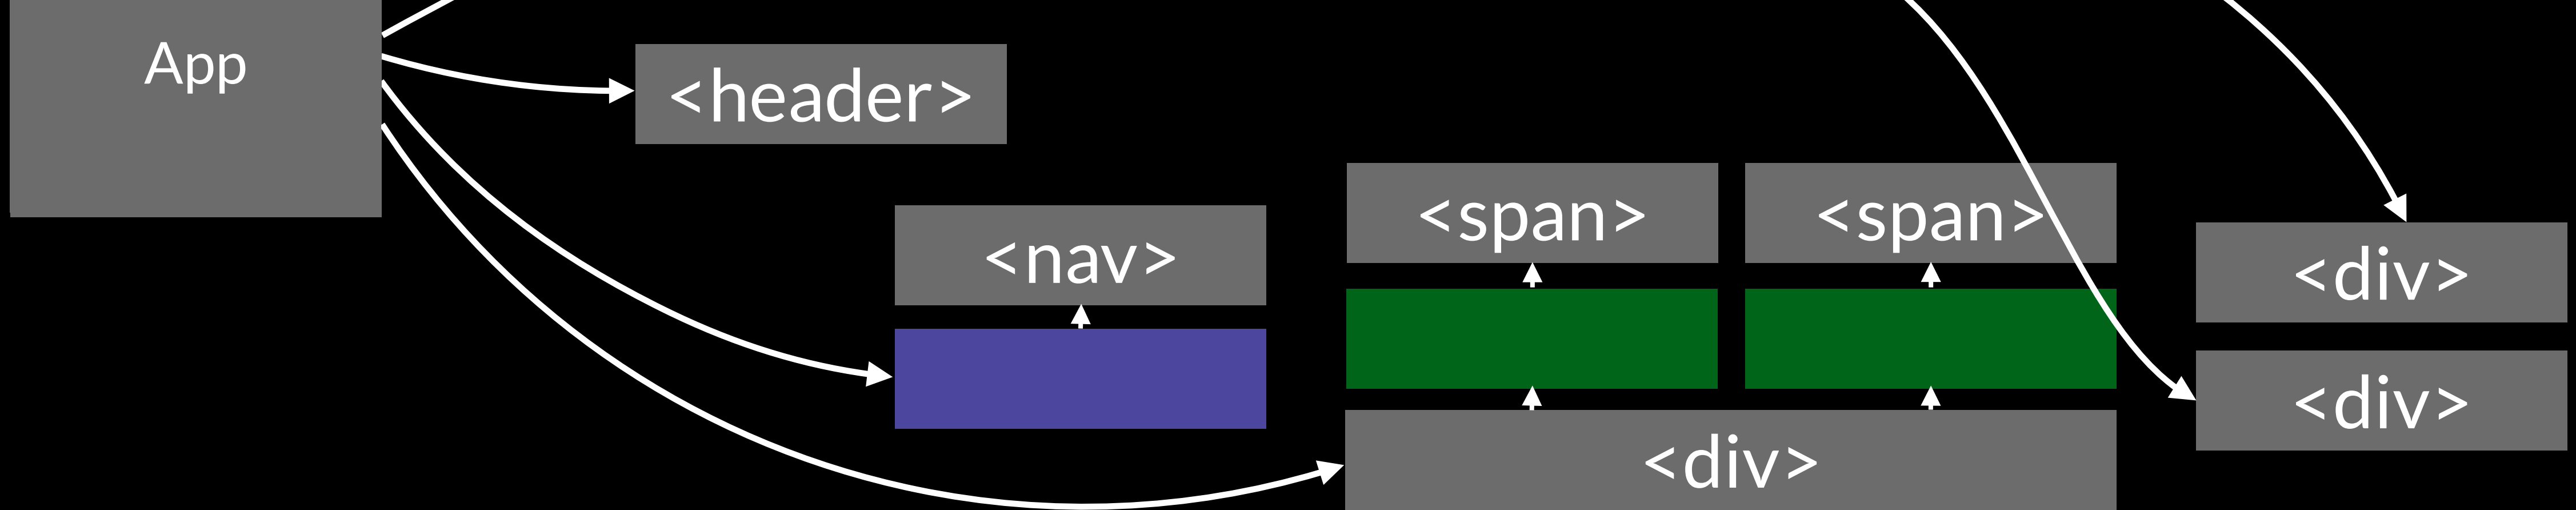 App
<header>
<nav>
<span>
<span>
<div>
<div>
<div>